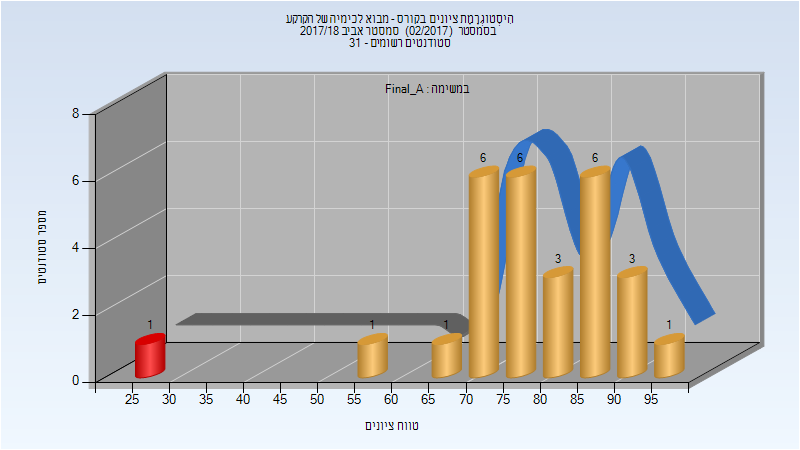 היסטוגרמת ציונים בקורס - מבוא לכימיה של הקרקע
בסמסטר (02/2017) סמסטר אביב 2017/18
סטודנטים רשומים - 31
במשימה : Final_A
מספר סטודנטים
8
6
4
2
0
1
1
1
6
6
3
6
3
1
25 30 35 40 45 50 55 60 65 70 75 80 85 90 95
טווח ציונים